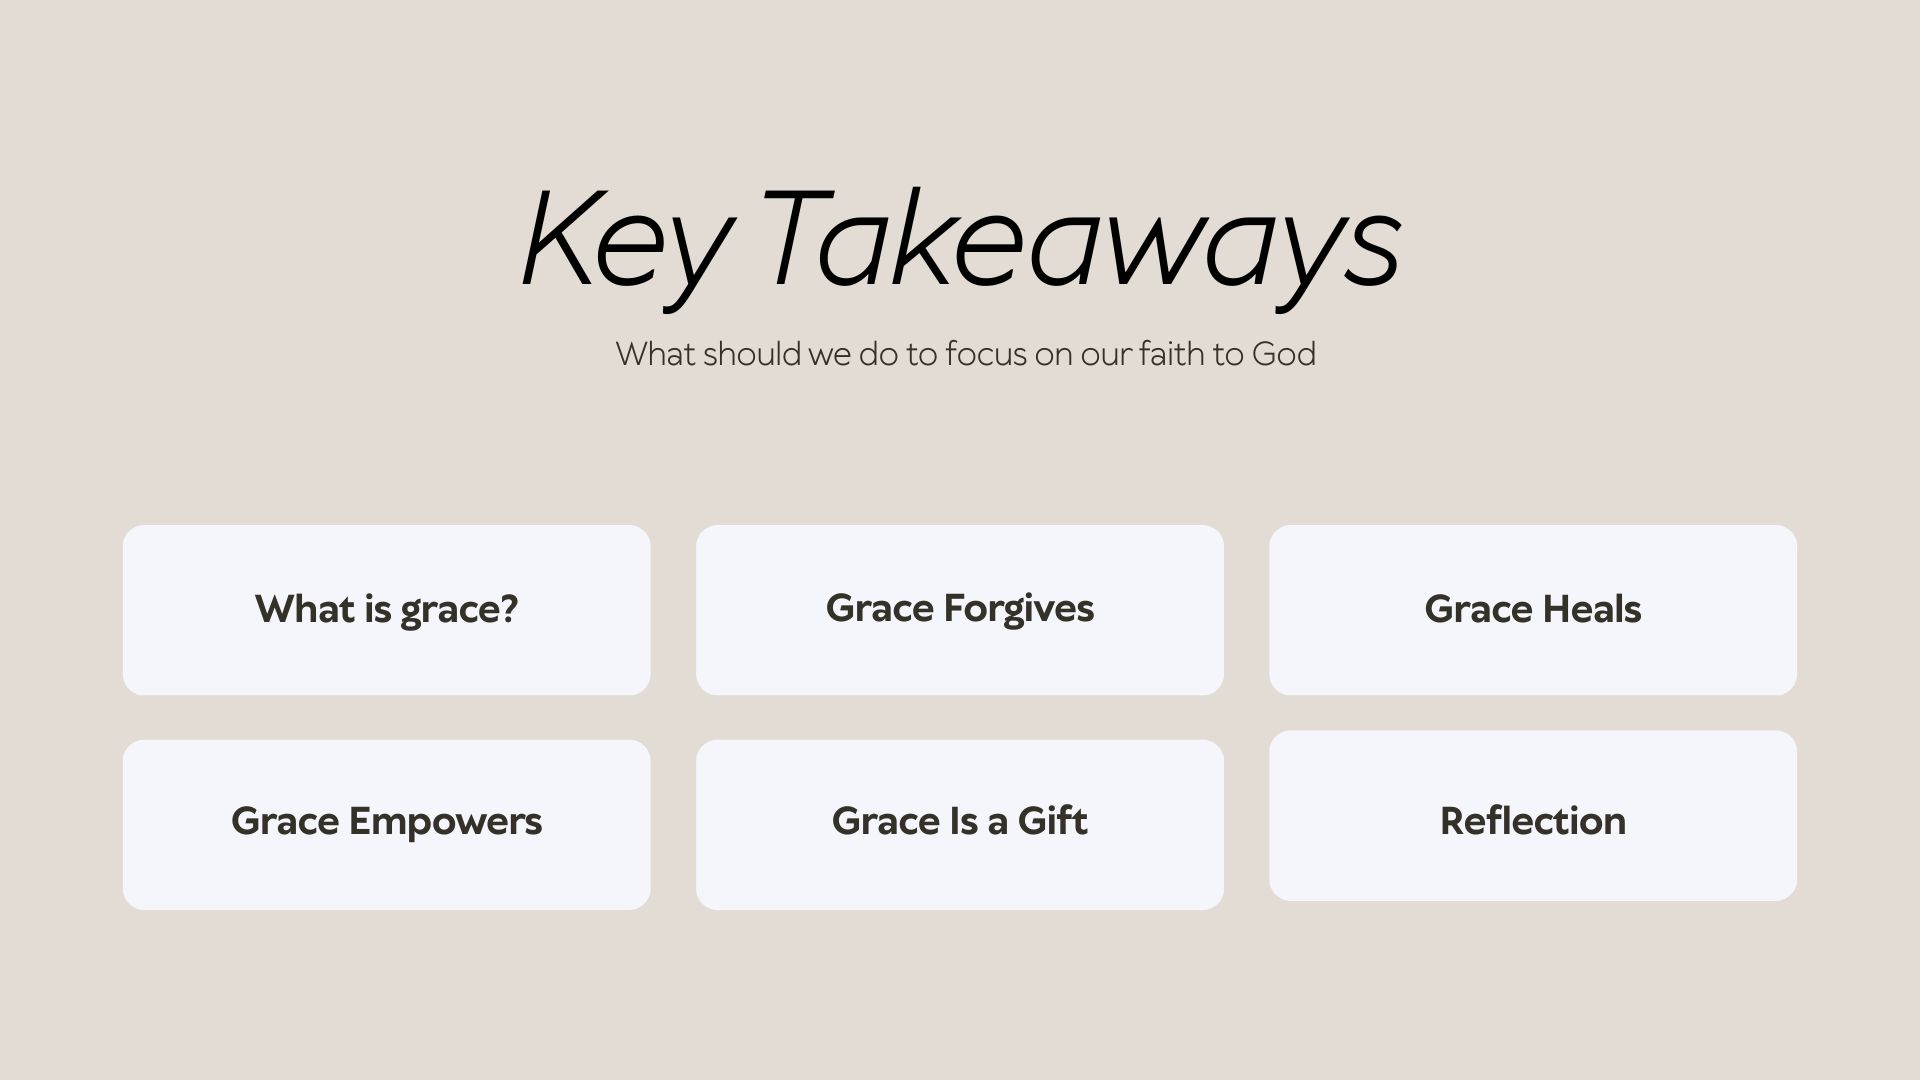 Key Takeaways
What should we do to focus on our faith to God
What is grace?
Grace Forgives
Grace Heals
Grace Empowers
Grace Is a Gift
Reflection